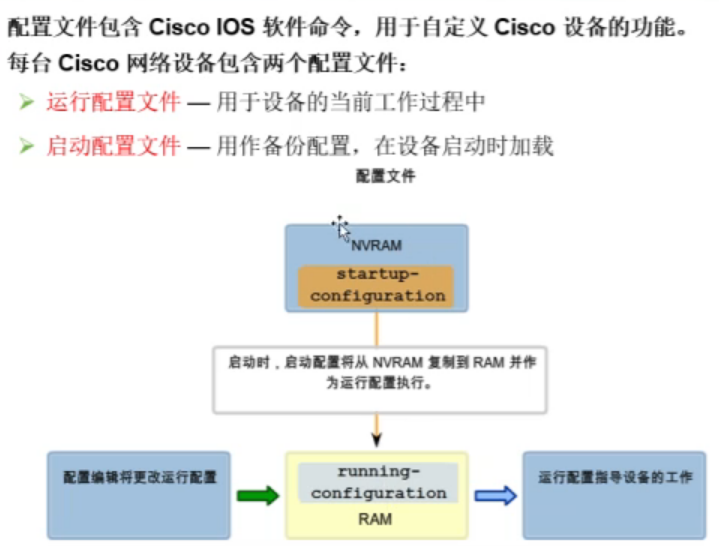 配置文件包含 Cisco IOS 软件命令，用于自定义 Cisco 设备的功能。
每台 Cisco 网络设备包含两个配置文件：
运行配置文件 — 用于设备的当前工作过程中
启动配置文件 — 用作备份配置，在设备启动时加载
配置文件
NVRAM
startup-
configuration
启动时，启动配置将从 NVRAM 复制到 RAM 并作
为运行配置执行。
配置编辑将更改运行配置
running-
configuration
RAM
运行配置指导设备的工作